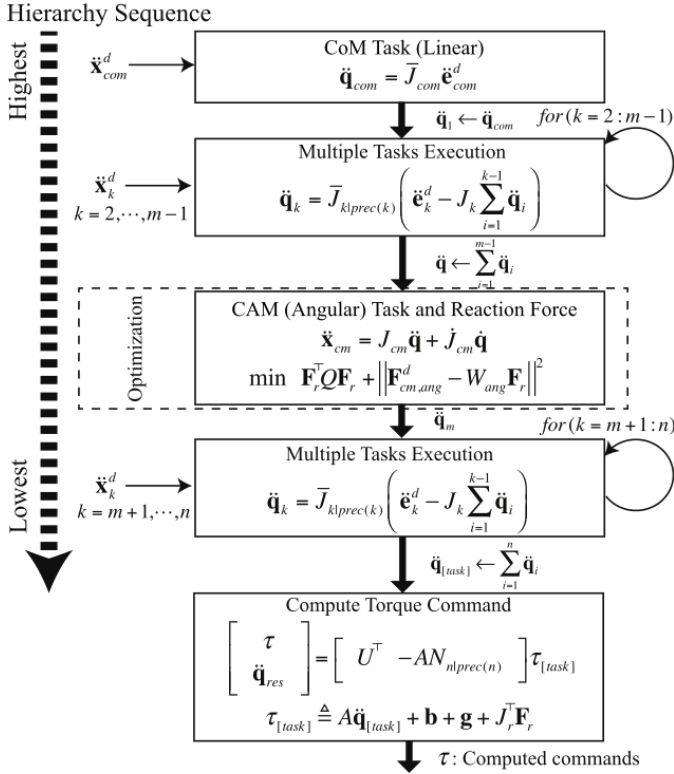 Hierarchy Sequence
Highest
ẍ^d_com
CoM Task (Linear)
q̈_com = J̅_com ë^d_com
q̈_1 ← q̈_com
for(k = 2 : m−1)
Multiple Tasks Execution
ẍ^d_k
k = 2,⋯,m−1
q̈_k = J̅_k|prec(k) ( ë^d_k − J_k ∑_{i=1}^{k−1} q̈_i )
q̈ ← ∑_{i=1}^{m−1} q̈_i
Optimization
CAM (Angular) Task and Reaction Force
ẍ_cm = J_cm q̈ + J̇_cm q̇
min F_r^⊤ Q F_r + ||F^d_cm,ang − W_ang F_r||^2
q̈_m
for(k = m+1 : n)
Multiple Tasks Execution
ẍ^d_k
k = m+1,⋯,n
q̈_k = J̅_k|prec(k) ( ë^d_k − J_k ∑_{i=1}^{k−1} q̈_i )
Lowest
q̈_[task] ← ∑_{i=1}^{n} q̈_i
Compute Torque Command
[ τ q̈_res ] = [ U^⊤ −AN_n|prec(n) ] τ_[task]
τ_[task] ≜ A q̈_[task] + b + g + J_r^⊤ F_r
τ : Computed commands